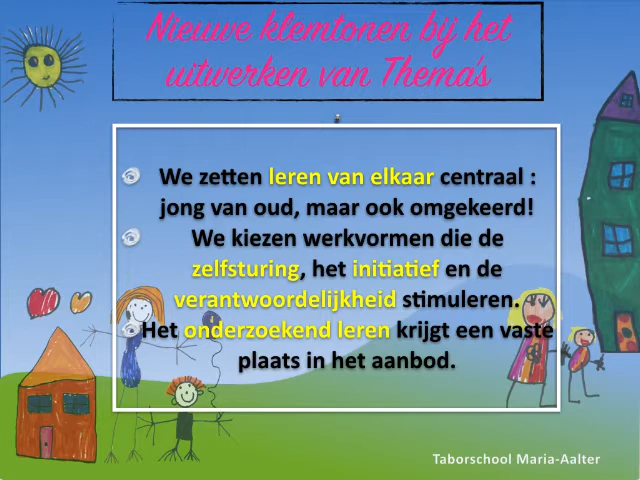 Nieuwe klemtonen bij het
uitwerken van Thema's
We zetten leren van elkaar centraal :
jong van oud, maar ook omgekeerd!
We kiezen werkvormen die de
zelfsturing, het initiatief en de
verantwoordelijkheid stimuleren.
Het onderzoekend leren krijgt een vaste
plaats in het aanbod.
Taborschool Maria-Aalter